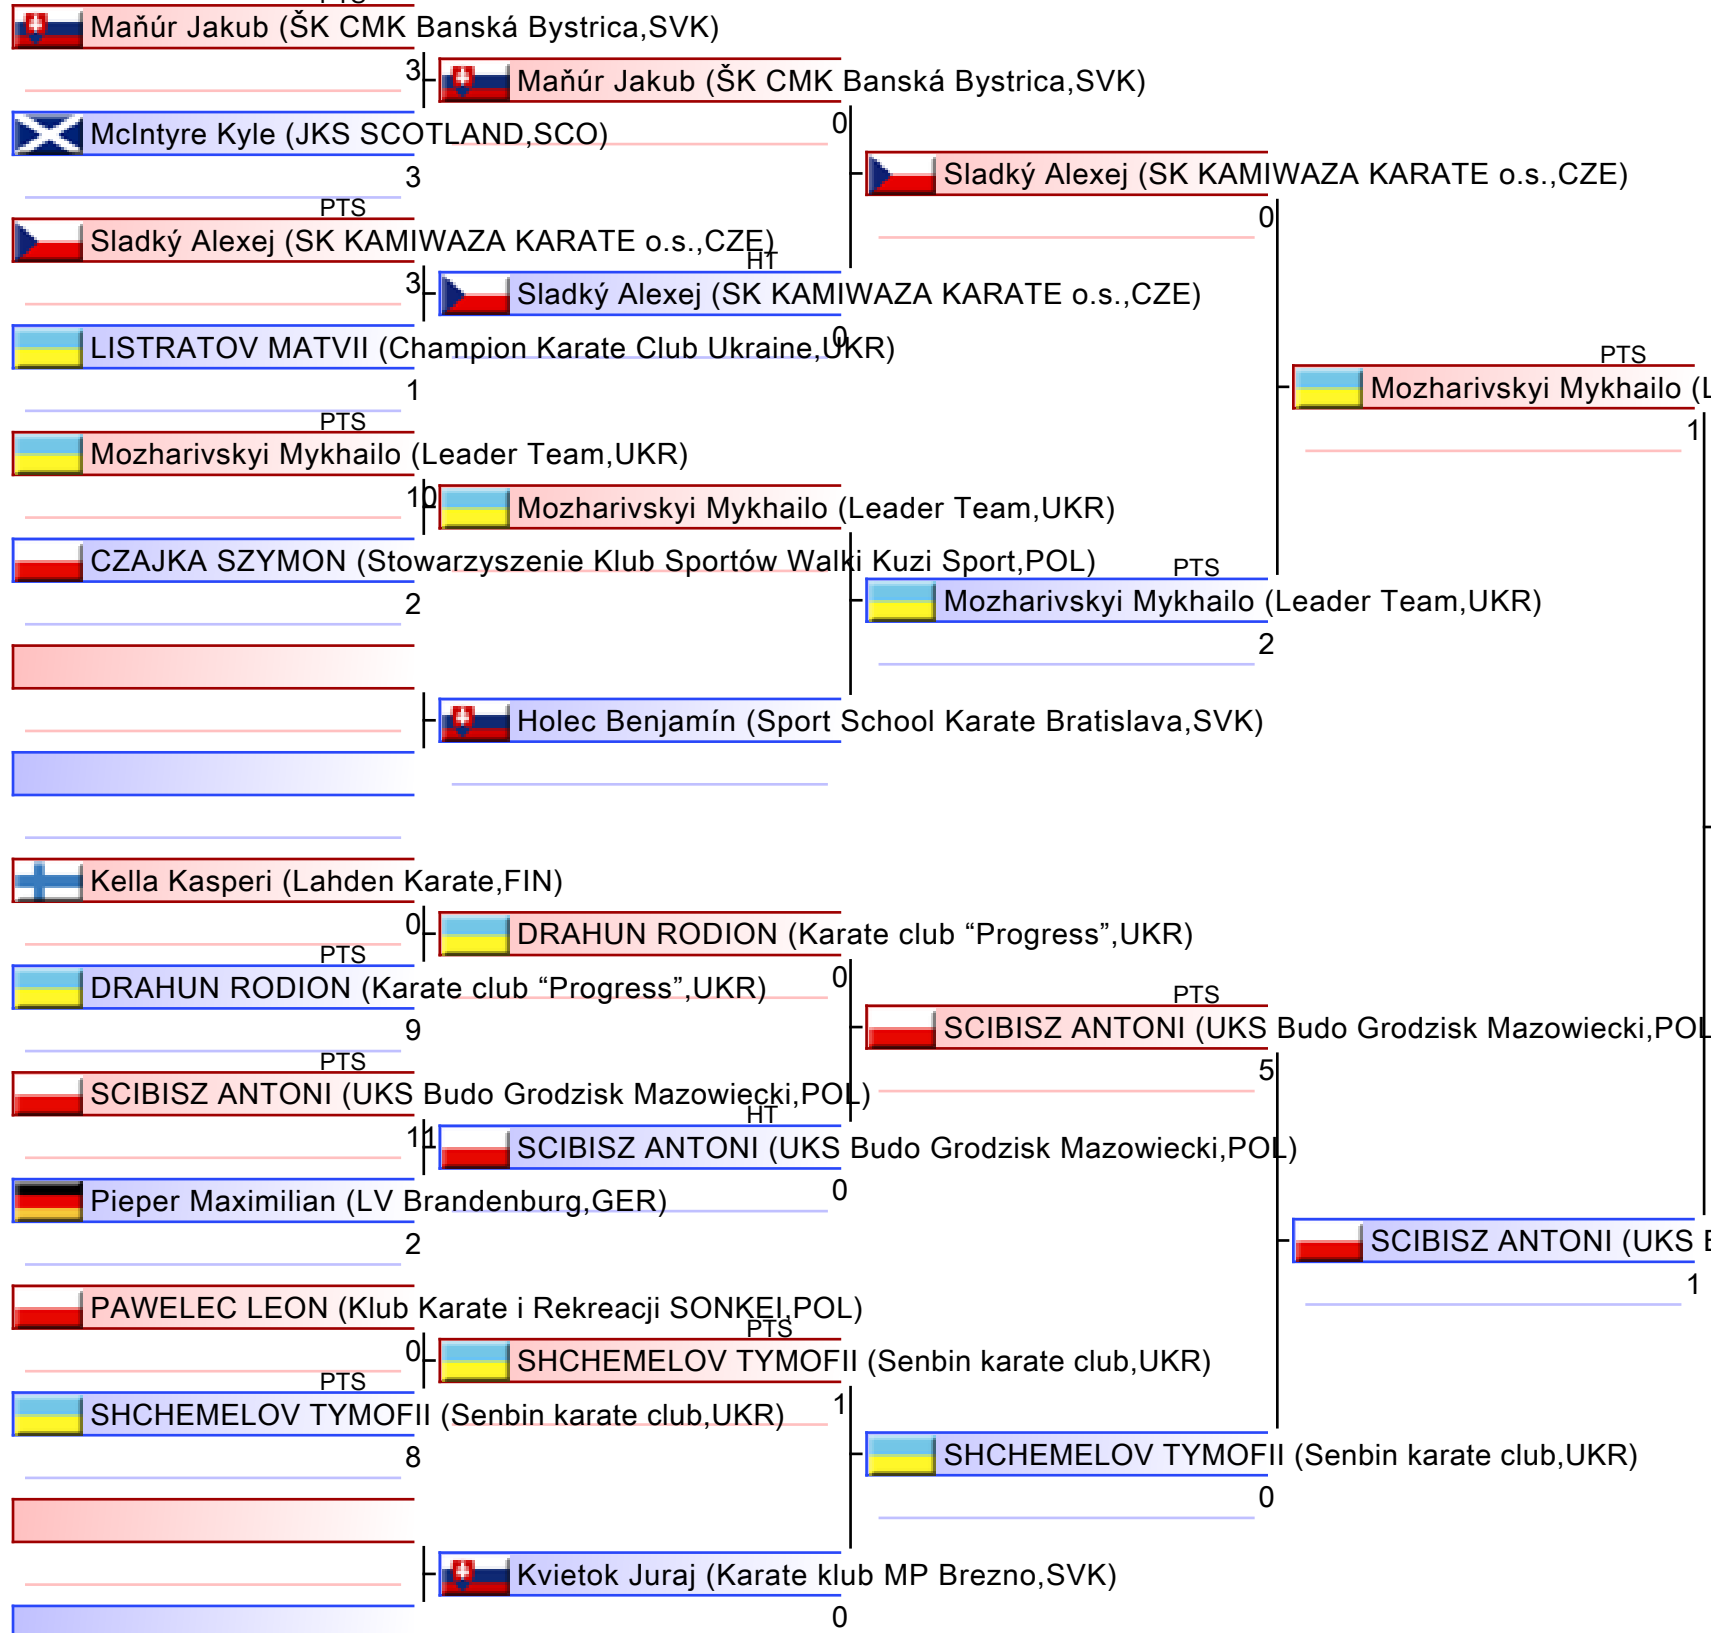 PTS
Maňúr Jakub (ŠK CMK Banská Bystrica,SVK)
3
Maňúr Jakub (ŠK CMK Banská Bystrica,SVK)
0
McIntyre Kyle (JKS SCOTLAND,SCO)
3
Sladký Alexej (SK KAMIWAZA KARATE o.s.,CZE)
0
PTS
Sladký Alexej (SK KAMIWAZA KARATE o.s.,CZE)
3
HT
Sladký Alexej (SK KAMIWAZA KARATE o.s.,CZE)
0
LISTRATOV MATVII (Champion Karate Club Ukraine,UKR)
1
PTS
Mozharivskyi Mykhailo (L
1
PTS
Mozharivskyi Mykhailo (Leader Team,UKR)
10
Mozharivskyi Mykhailo (Leader Team,UKR)
CZAJKA SZYMON (Stowarzyszenie Klub Sportów Walki Kuzi Sport,POL)
2
PTS
Mozharivskyi Mykhailo (Leader Team,UKR)
2
Holec Benjamín (Sport School Karate Bratislava,SVK)
Kella Kasperi (Lahden Karate,FIN)
0
DRAHUN RODION (Karate club “Progress”,UKR)
0
PTS
DRAHUN RODION (Karate club “Progress”,UKR)
9
PTS
SCIBISZ ANTONI (UKS Budo Grodzisk Mazowiecki,POL
5
PTS
SCIBISZ ANTONI (UKS Budo Grodzisk Mazowiecki,POL)
11
HT
SCIBISZ ANTONI (UKS Budo Grodzisk Mazowiecki,POL)
0
Pieper Maximilian (LV Brandenburg,GER)
2
SCIBISZ ANTONI (UKS B
1
PAWELEC LEON (Klub Karate i Rekreacji SONKEI,POL)
0
PTS
SHCHEMELOV TYMOFII (Senbin karate club,UKR)
1
PTS
SHCHEMELOV TYMOFII (Senbin karate club,UKR)
8
SHCHEMELOV TYMOFII (Senbin karate club,UKR)
0
Kvietok Juraj (Karate klub MP Brezno,SVK)
0